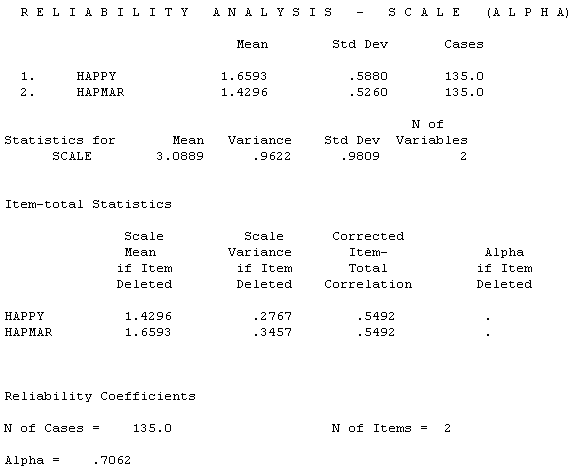 R E L I A B I L I T Y   A N A L Y S I S   -   S C A L E   (A L P H A)
Mean   Std Dev   Cases
1.   HAPPY   1.6593   .5880   135.0
2.   HAPMAR   1.4296   .5260   135.0
N of
Statistics for   Mean   Variance   Std Dev   Variables
SCALE   3.0889   .9622   .9809   2
Item-total Statistics
Scale   Scale   Corrected
Mean   Variance   Item-   Alpha
if Item   if Item   Total   if Item
Deleted   Deleted   Correlation   Deleted
HAPPY   1.4296   .2767   .5492   .
HAPMAR   1.6593   .3457   .5492   .
Reliability Coefficients
N of Cases =   135.0   N of Items =   2
Alpha =   .7062